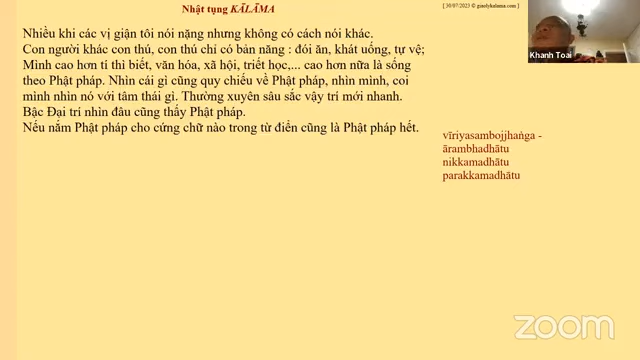 Nhật tụng KĀLĀMA
[ 30/07/2023 © giaolykalama.com ]
Nhiều khi các vị giận tôi nói nặng nhưng không có cách nói khác.
Con người khác con thú, con thú chỉ có bản năng : đói ăn, khát uống, tự vệ;
Mình cao hơn tí thì biết, văn hóa, xã hội, triết học,... cao hơn nữa là sống
theo Phật pháp. Nhìn cái gì cũng quy chiếu về Phật pháp, nhìn mình, coi
mình nhìn nó với tâm thái gì. Thường xuyên sâu sắc vậy trí mới nhanh.
Bậc Đại trí nhìn đâu cũng thấy Phật pháp.
Nếu nắm Phật pháp cho cứng chữ nào trong từ điển cũng là Phật pháp hết.
vīriyasambojjhaṅga -
ārambhadhātu
nikkamadhātu
parakkamadhātu
Khanh Toai
zoom